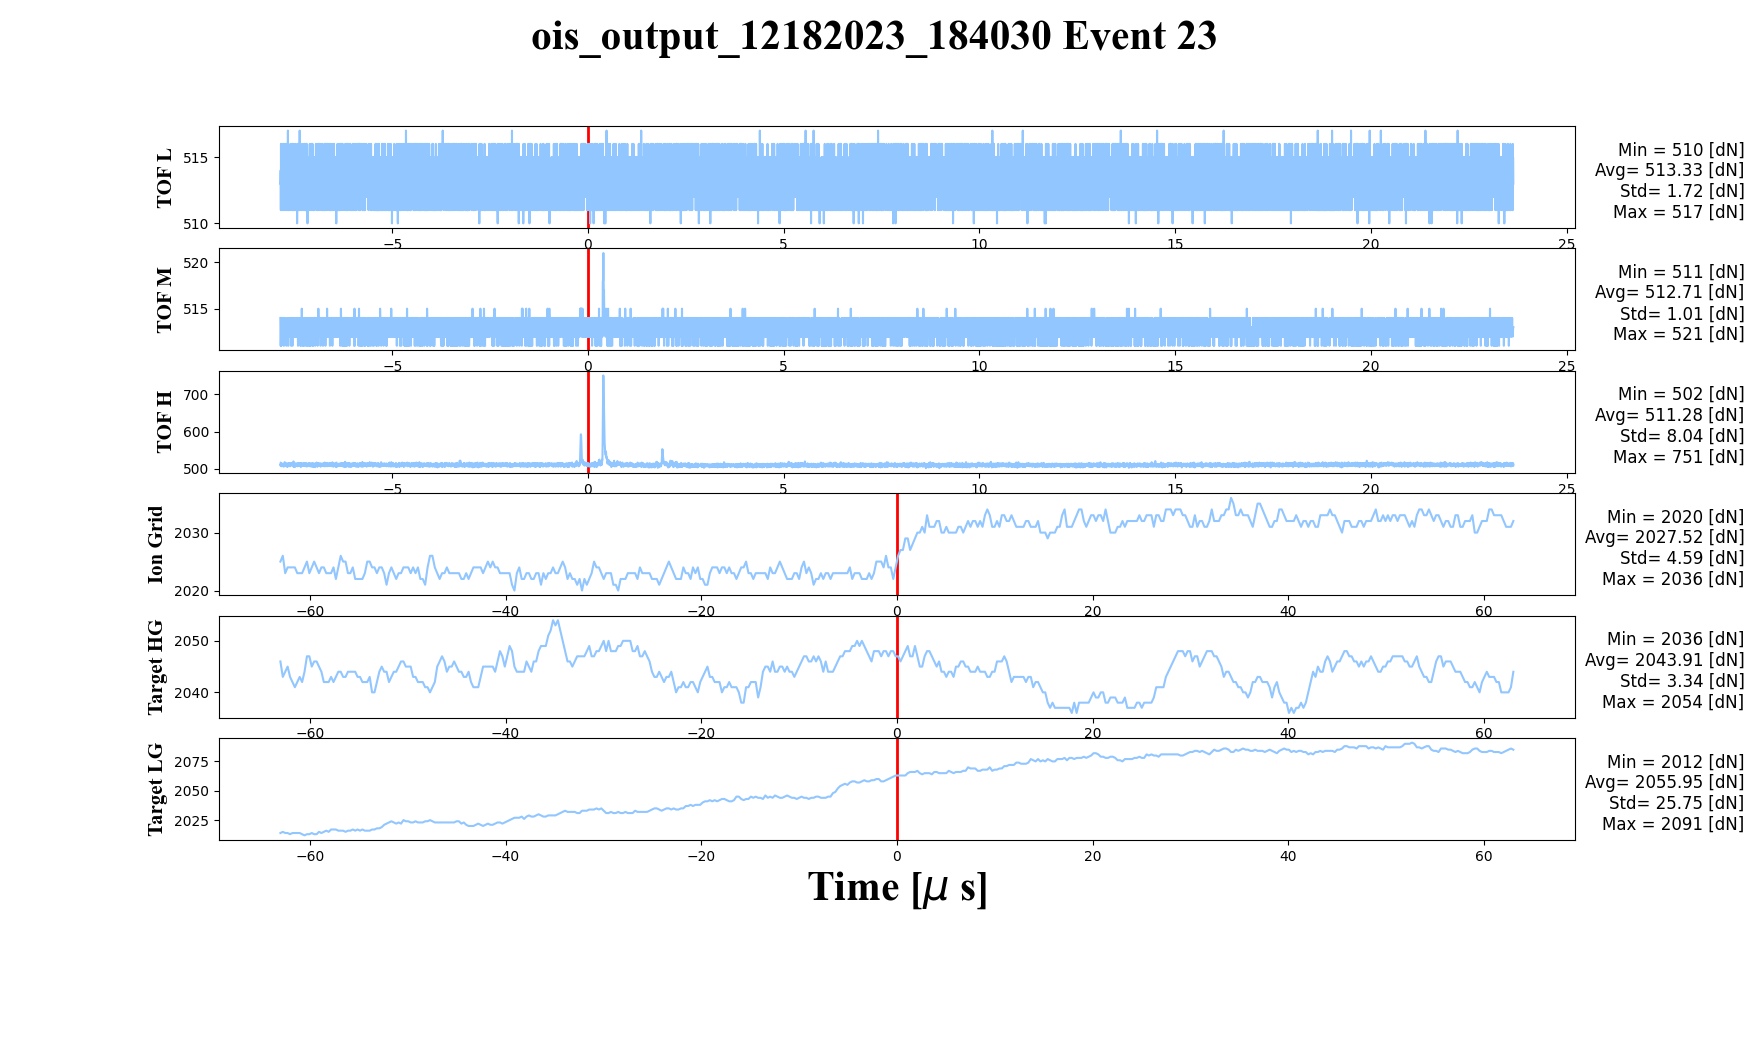 ois_output_12182023_184030 Event 23
TOF L
515
510
−5
0
5
10
15
20
25
Min = 510 [dN]
Avg= 513.33 [dN]
Std= 1.72 [dN]
Max = 517 [dN]
TOF M
520
515
−5
0
5
10
15
20
25
Min = 511 [dN]
Avg= 512.71 [dN]
Std= 1.01 [dN]
Max = 521 [dN]
TOF H
700
600
500
−5
0
5
10
15
20
25
Min = 502 [dN]
Avg= 511.28 [dN]
Std= 8.04 [dN]
Max = 751 [dN]
Ion Grid
2030
2020
−60
−40
−20
0
20
40
60
Min = 2020 [dN]
Avg= 2027.52 [dN]
Std= 4.59 [dN]
Max = 2036 [dN]
Target HG
2050
2040
−60
−40
−20
0
20
40
60
Min = 2036 [dN]
Avg= 2043.91 [dN]
Std= 3.34 [dN]
Max = 2054 [dN]
Target LG
2075
2050
2025
−60
−40
−20
0
20
40
60
Min = 2012 [dN]
Avg= 2055.95 [dN]
Std= 25.75 [dN]
Max = 2091 [dN]
Time [μ s]